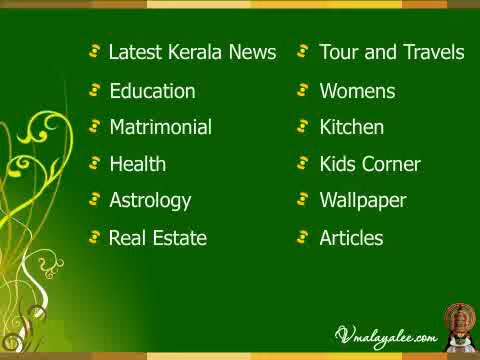 Latest Kerala News
Education
Matrimonial
Health
Astrology
Real Estate
Tour and Travels
Womens
Kitchen
Kids Corner
Wallpaper
Articles
Vmalayalee.com